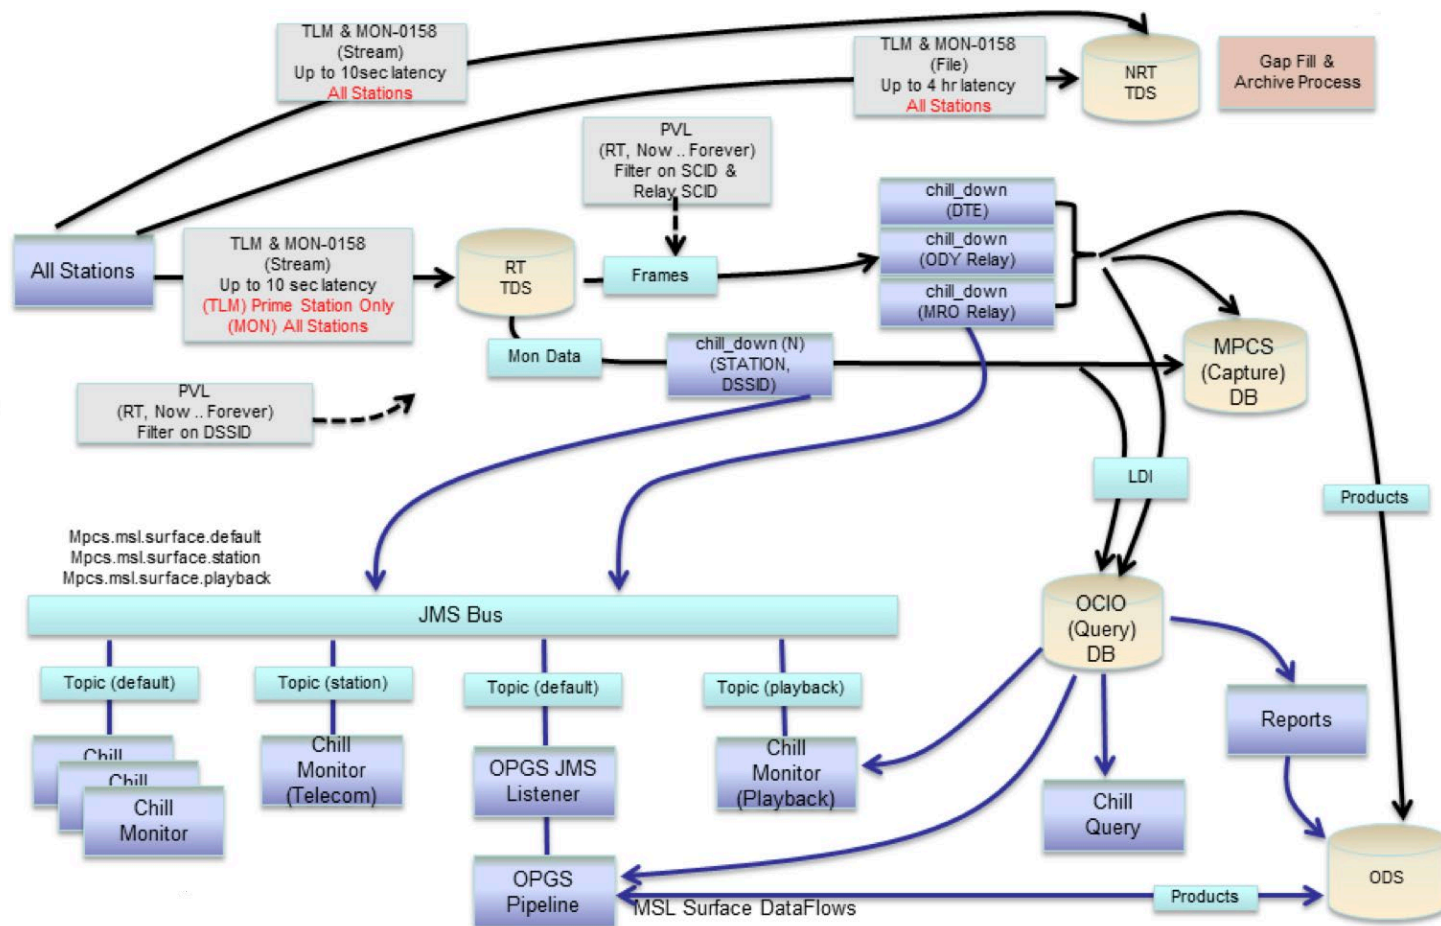 TLM & MON-0158
(Stream)
Up to 10sec latency
All Stations
TLM & MON-0158
(File)
Up to 4 hr latency
All Stations
NRT
TDS
Gap Fill &
Archive Process
PVL
(RT, Now .. Forever)
Filter on SCID &
Relay SCID
chill_down
(DTE)
chill_down
(ODY Relay)
chill_down
(MRO Relay)
All Stations
TLM & MON-0158
(Stream)
Up to 10 sec latency
(TLM) Prime Station Only
(MON) All Stations
RT
TDS
Frames
Mon Data
chill_down (N)
(STATION,
DSSID)
MPCS
(Capture)
DB
PVL
(RT, Now .. Forever)
Filter on DSSID
LDI
Products
Mpcs.msl.surface.default
Mpcs.msl.surface.station
Mpcs.msl.surface.playback
JMS Bus
OCIO
(Query)
DB
Topic (default)
Topic (station)
Topic (default)
Topic (playback)
Reports
Chill
Chill
Chill
Monitor
Chill
Monitor
(Telecom)
OPGS JMS
Listener
Chill
Monitor
(Playback)
Chill
Query
OPGS
Pipeline
MSL Surface DataFlows
Products
ODS